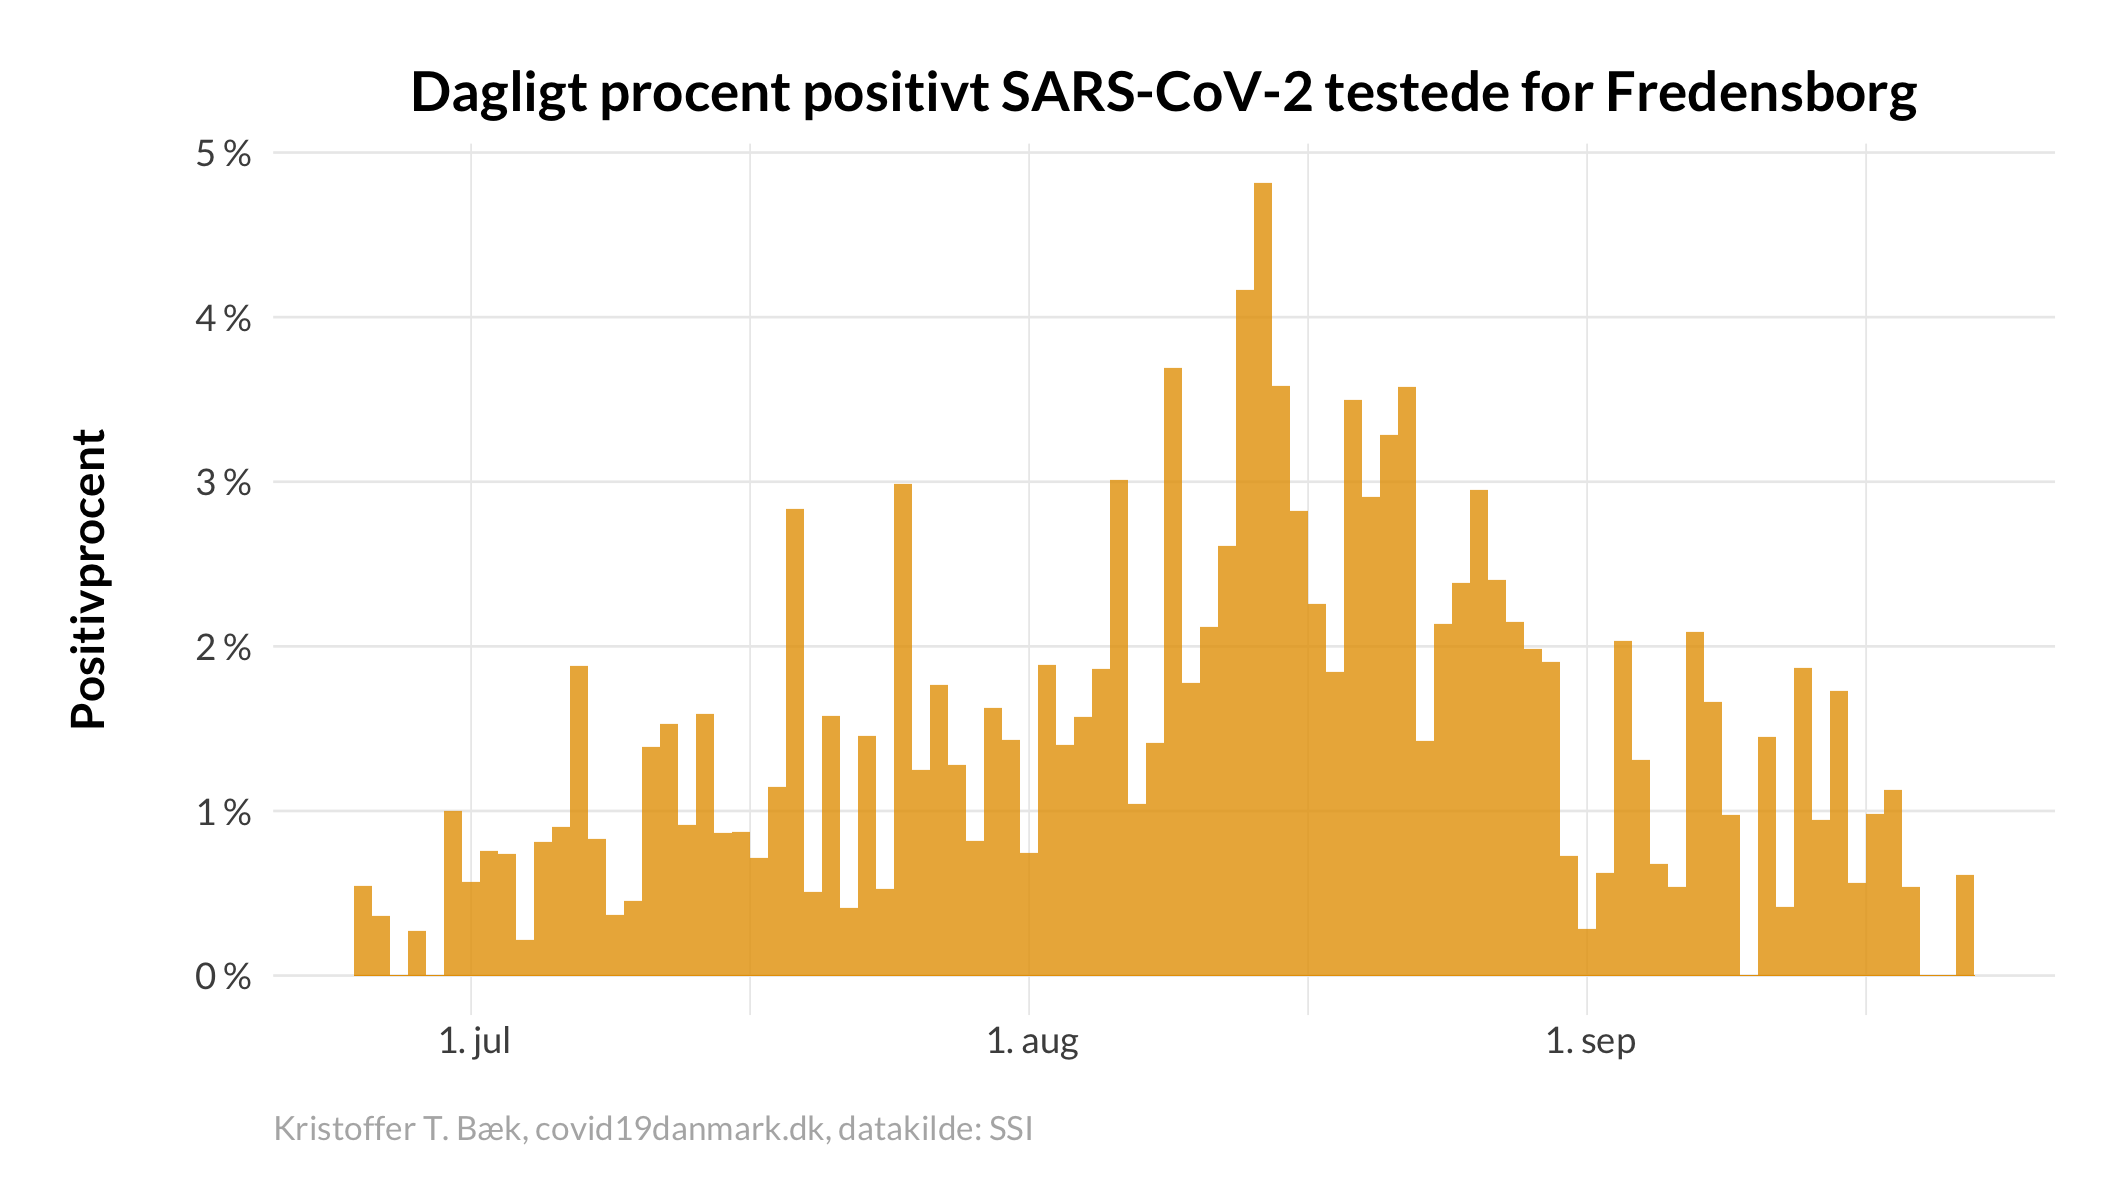 Dagligt procent positivt SARS-CoV-2 testede for Fredensborg
5 %
4 %
3 %
2 %
1 %
0 %
Positivprocent
1. jul
1. aug
1. sep
Kristoffer T. Bæk, covid19danmark.dk, datakilde: SSI